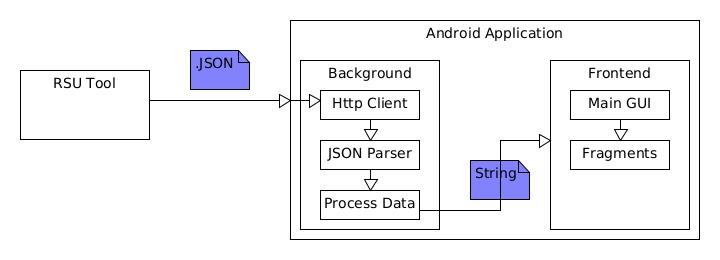 Android Application
.JSON
RSU Tool
Background
Frontend
Http Client
Main GUI
JSON Parser
Fragments
String
Process Data